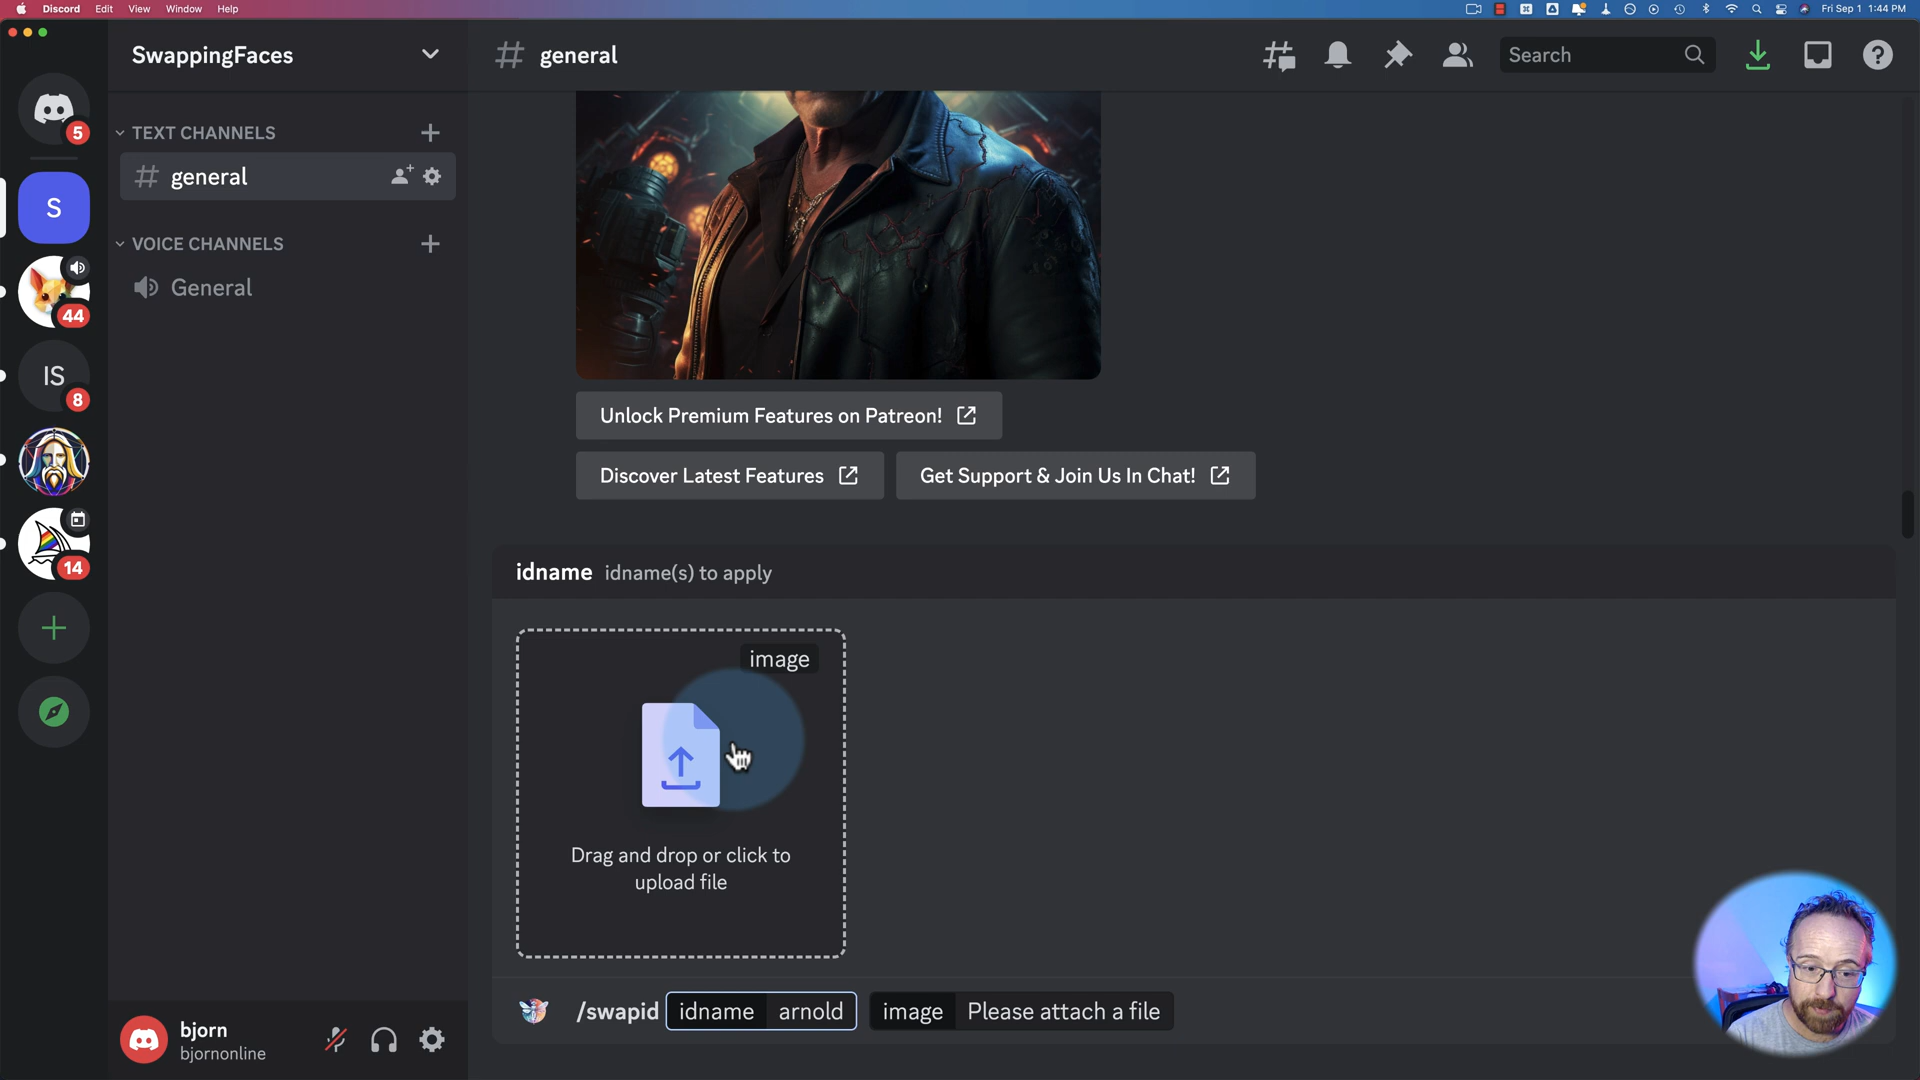 Discord Edit View Window Help
Fri Sep 1 1:44 PM
SwappingFaces
general
Search
5
TEXT CHANNELS
general
S
VOICE CHANNELS
General
44
IS
8
14
Unlock Premium Features on Patreon!
Discover Latest Features
Get Support & Join Us In Chat!
idname idname(s) to apply
image
Drag and drop or click to
upload file
/swapid idname arnold image Please attach a file
bjorn
bjornonline